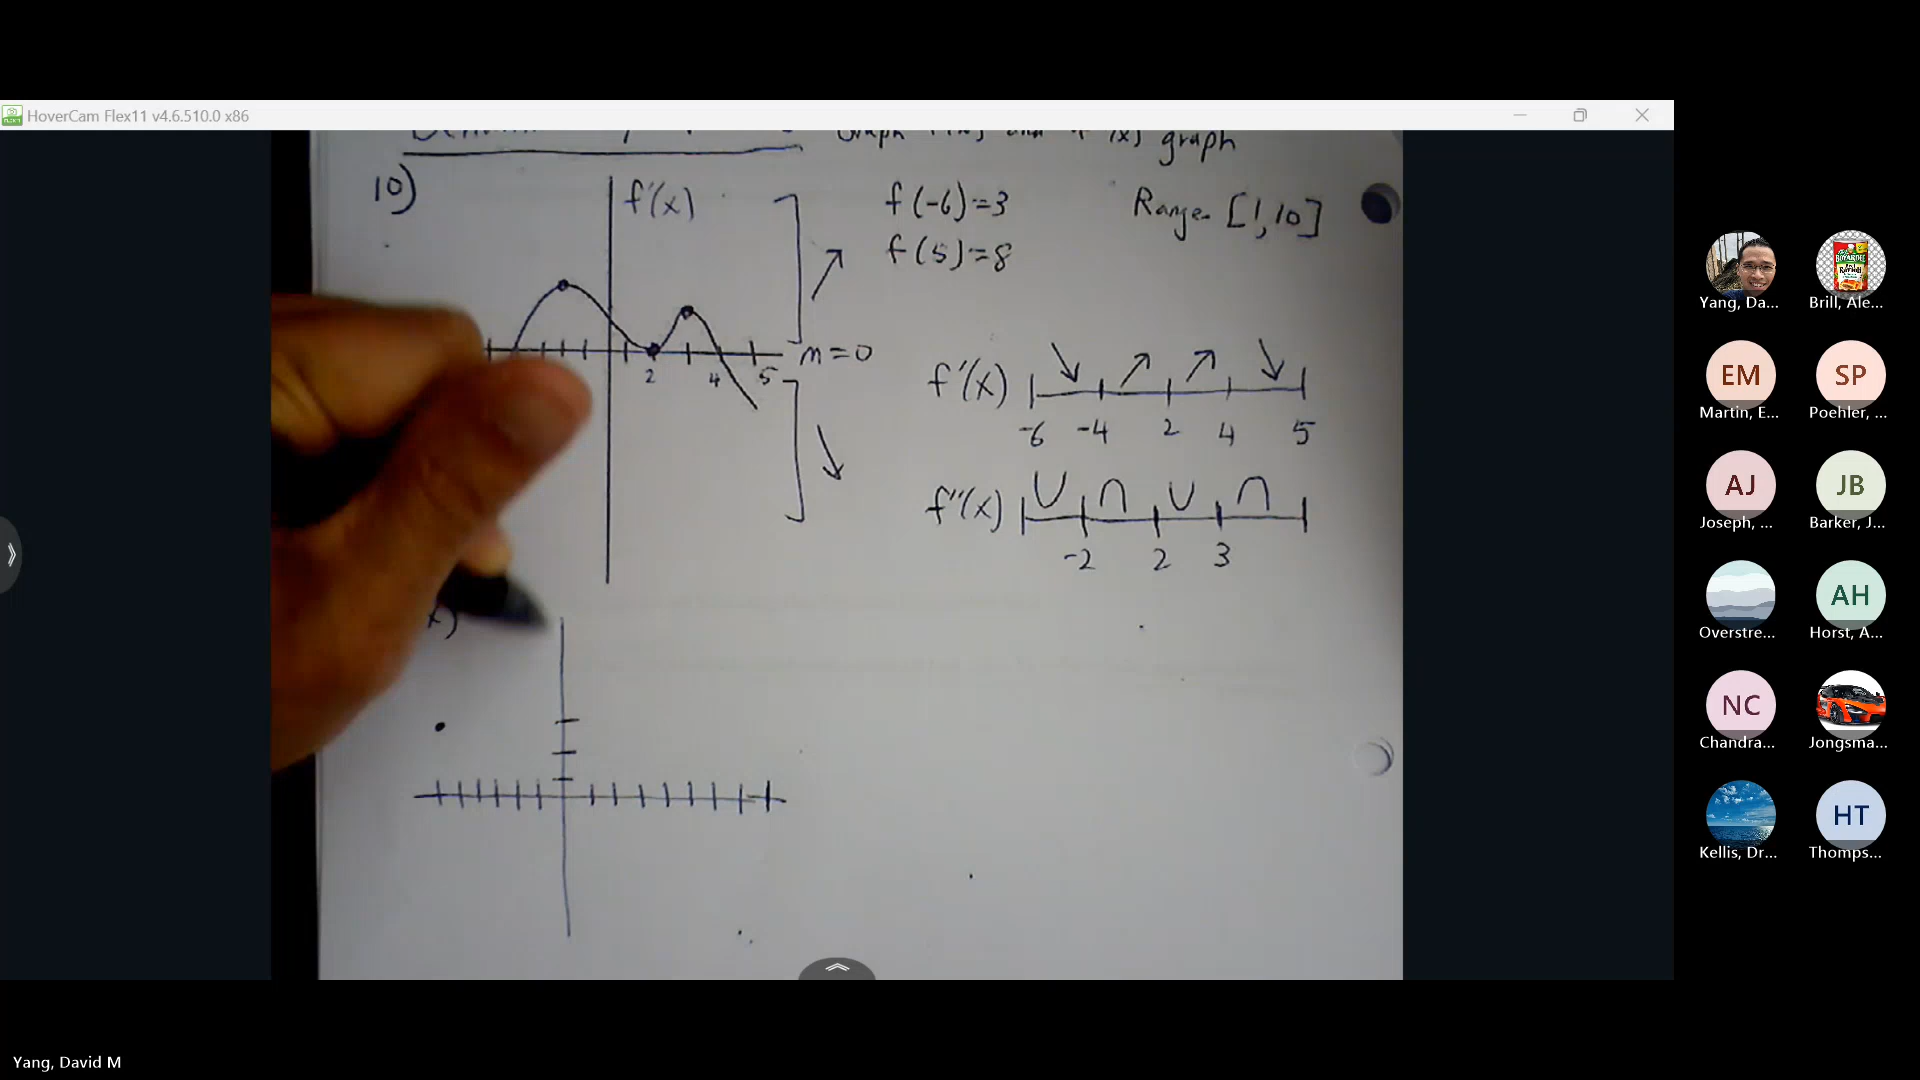 HoverCam Flex11 v4.6.510.0 x86
graph
10)
f'(x)
f(-6)=3
f(5)=8
Range [1,10]
m=0
2 4 5
f'(x)
-6 -4 2 4 5
f"(x)
-2 2 3
x)
Yang, Da...
Brill, Ale...
EM
Martin, E...
SP
Poehler, ...
AJ
Joseph, ...
JB
Barker, J...
Overstre...
AH
Horst, A...
NC
Chandra...
Jongsma...
Kellis, Dr...
HT
Thomps...
Yang, David M